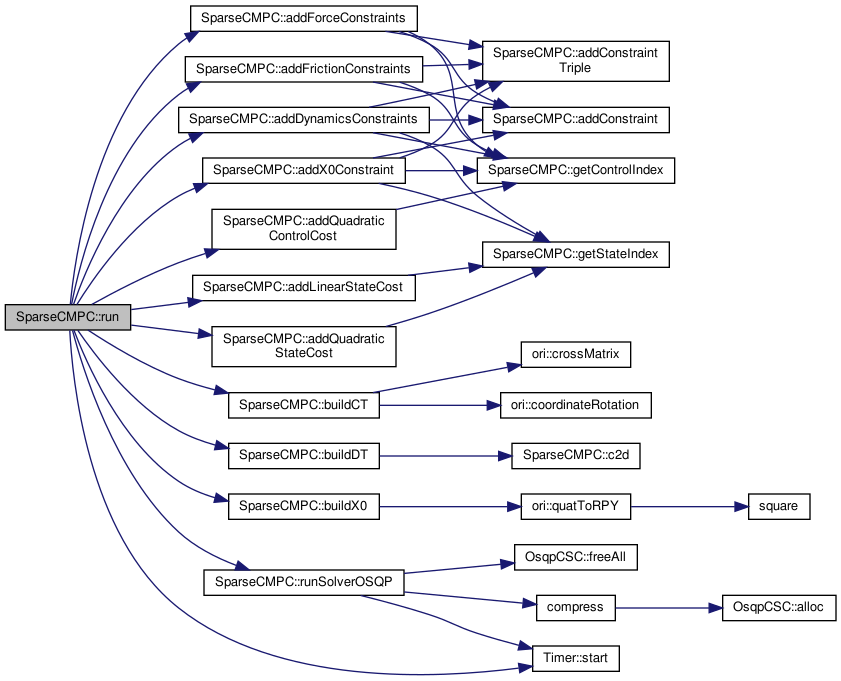 SparseCMPC::addForceConstraints
SparseCMPC::addConstraint
Triple
SparseCMPC::addFrictionConstraints
SparseCMPC::addDynamicsConstraints
SparseCMPC::addConstraint
SparseCMPC::addX0Constraint
SparseCMPC::getControlIndex
SparseCMPC::addQuadratic
ControlCost
SparseCMPC::getStateIndex
SparseCMPC::addLinearStateCost
SparseCMPC::run
SparseCMPC::addQuadratic
StateCost
ori::crossMatrix
SparseCMPC::buildCT
ori::coordinateRotation
SparseCMPC::buildDT
SparseCMPC::c2d
SparseCMPC::buildX0
ori::quatToRPY
square
OsqpCSC::freeAll
SparseCMPC::runSolverOSQP
compress
OsqpCSC::alloc
Timer::start